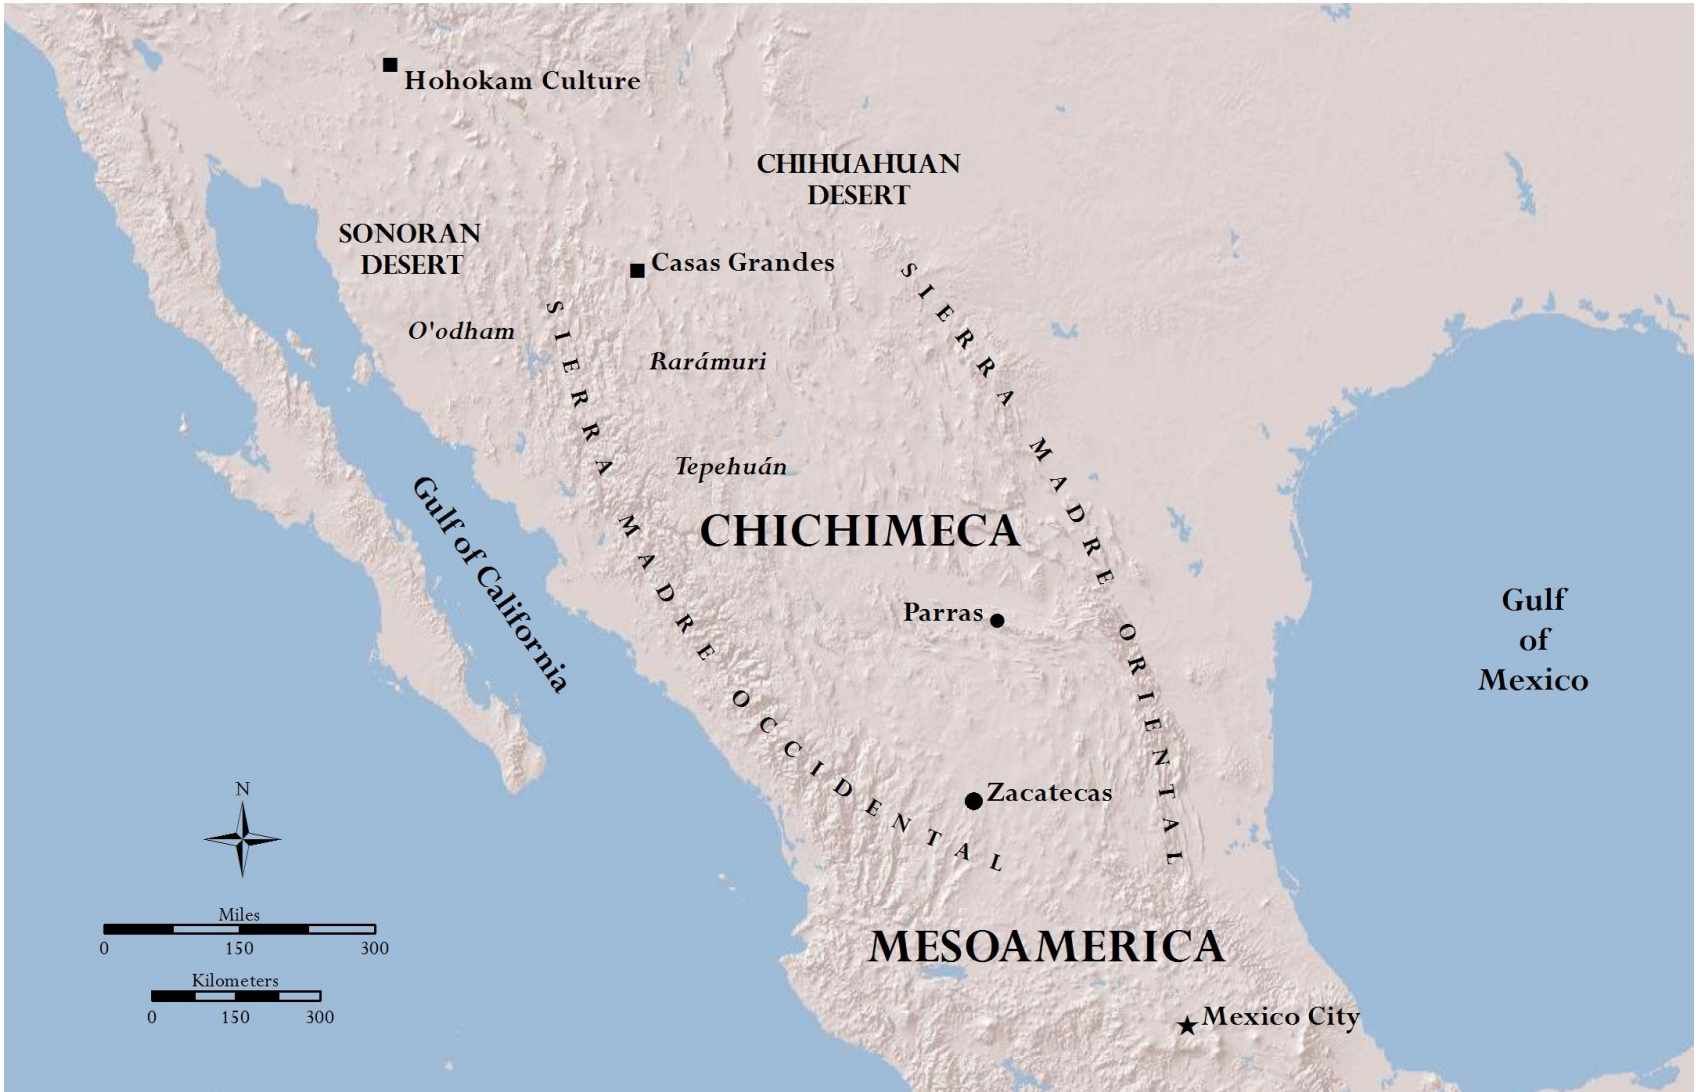 Hohokam Culture
CHIHUAHUAN
DESERT
SONORAN
DESERT
Casas Grandes
SIERRA MADRE ORIENTAL
SIERRA MADRE OCCIDENTAL
O'odham
Rarámuri
Tepehuán
Gulf of California
CHICHIMECA
Parras
Gulf
of
Mexico
Zacatecas
N
Miles
0 150 300
Kilometers
0 150 300
MESOAMERICA
Mexico City